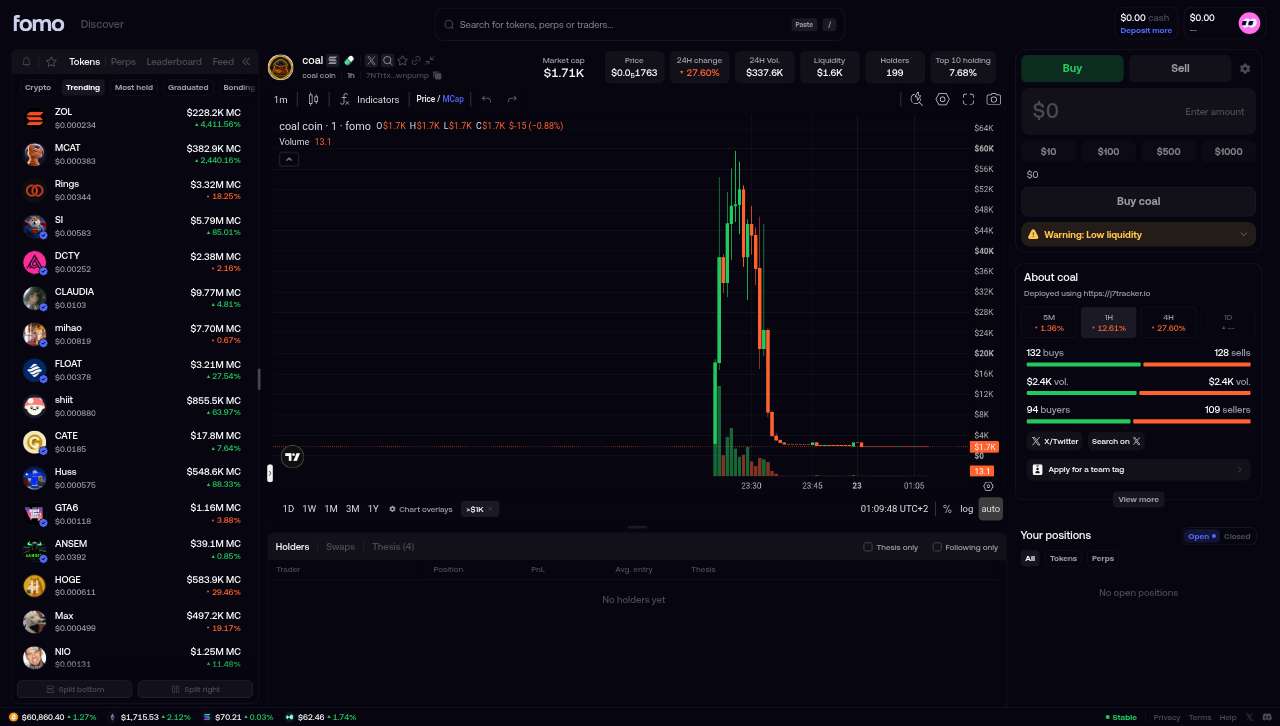 fomo Discover
Search for tokens, perps or traders...
Paste /
$0.00 cash
Deposit more
$0.00
—
Tokens Perps Leaderboard Feed
Crypto Trending Most held Graduated Bonding
ZOL $228.2K MC
$0.000234 4,411.56%
MCAT $382.9K MC
$0.000383 2,440.16%
Rings $3.32M MC
$0.00344 18.25%
SI $5.79M MC
$0.00583 85.01%
DCTY $2.38M MC
$0.00252 2.16%
CLAUDIA $9.77M MC
$0.0103 4.81%
mihao $7.70M MC
$0.00819 0.67%
FLOAT $3.21M MC
$0.00378 27.54%
shiit $855.5K MC
$0.000880 63.97%
CATE $17.8M MC
$0.0185 7.64%
Huss $548.6K MC
$0.000575 88.33%
GTA6 $1.16M MC
$0.00118 3.88%
ANSEM $39.1M MC
$0.0392 0.85%
HOGE $583.9K MC
$0.000611 29.46%
Max $497.2K MC
$0.000499 19.17%
NIO $1.25M MC
$0.00131 11.48%
Split bottom Split right
coal
coal coin 1h 7NTttx...wnpump
Market cap
$1.71K
Price
$0.0₅1763
24H change
27.60%
24H Vol.
$337.6K
Liquidity
$1.6K
Holders
199
Top 10 holding
7.68%
1m Indicators Price / MCap
coal coin · 1 · fomo O$1.7K H$1.7K L$1.7K C$1.7K $-15 (−0.88%)
Volume 13.1
$64K
$60K
$56K
$52K
$48K
$44K
$40K
$36K
$32K
$28K
$24K
$20K
$16K
$12K
$8K
$4K
$1.7K
$0
13.1
23:30 23:45 23 01:05
1D 1W 1M 3M 1Y Chart overlays >$1K
01:09:48 UTC+2 % log auto
Holders Swaps Thesis (4)
Thesis only Following only
Trader Position PnL Avg. entry Thesis
No holders yet
Buy Sell
$0 Enter amount
$10 $100 $500 $1000
$0
Buy coal
Warning: Low liquidity
About coal
Deployed using https://j7tracker.io
5M 1H 4H 1D
1.36% 12.61% 27.60% --
132 buys 128 sells
$2.4K vol. $2.4K vol.
94 buyers 109 sellers
X/Twitter Search on X
Apply for a team tag
View more
Your positions Open Closed
All Tokens Perps
No open positions
$60,860.40 1.27% $1,715.53 2.12% $70.21 0.03% $62.46 1.74%
Stable Privacy Terms Help